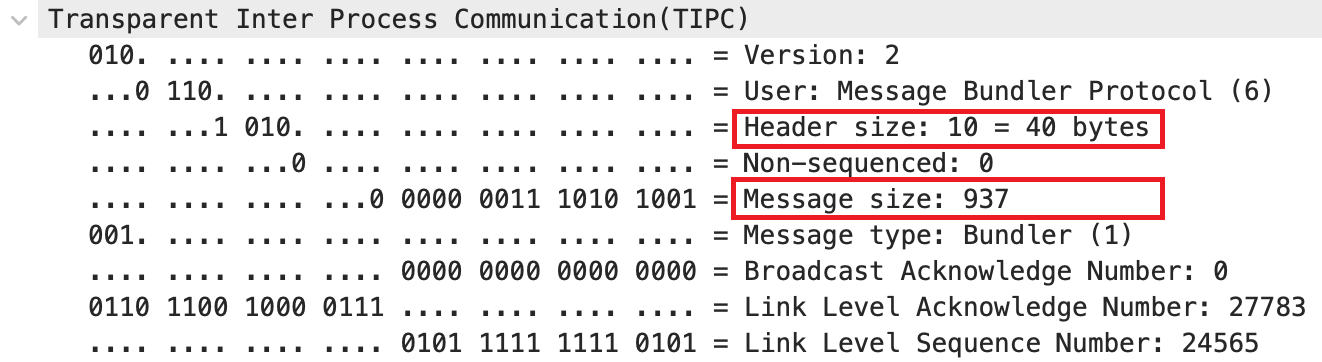 Transparent Inter Process Communication(TIPC)
010. .... .... .... .... .... .... .... = Version: 2
...0 110. .... .... .... .... .... .... = User: Message Bundler Protocol (6)
.... ...1 010. .... .... .... .... .... = Header size: 10 = 40 bytes
.... .... ...0 .... .... .... .... .... = Non-sequenced: 0
.... .... .... ...0 0000 0011 1010 1001 = Message size: 937
001. .... .... .... .... .... .... .... = Message type: Bundler (1)
.... .... .... .... 0000 0000 0000 0000 = Broadcast Acknowledge Number: 0
0110 1100 1000 0111 .... .... .... .... = Link Level Acknowledge Number: 27783
.... .... .... .... 0101 1111 1111 0101 = Link Level Sequence Number: 24565